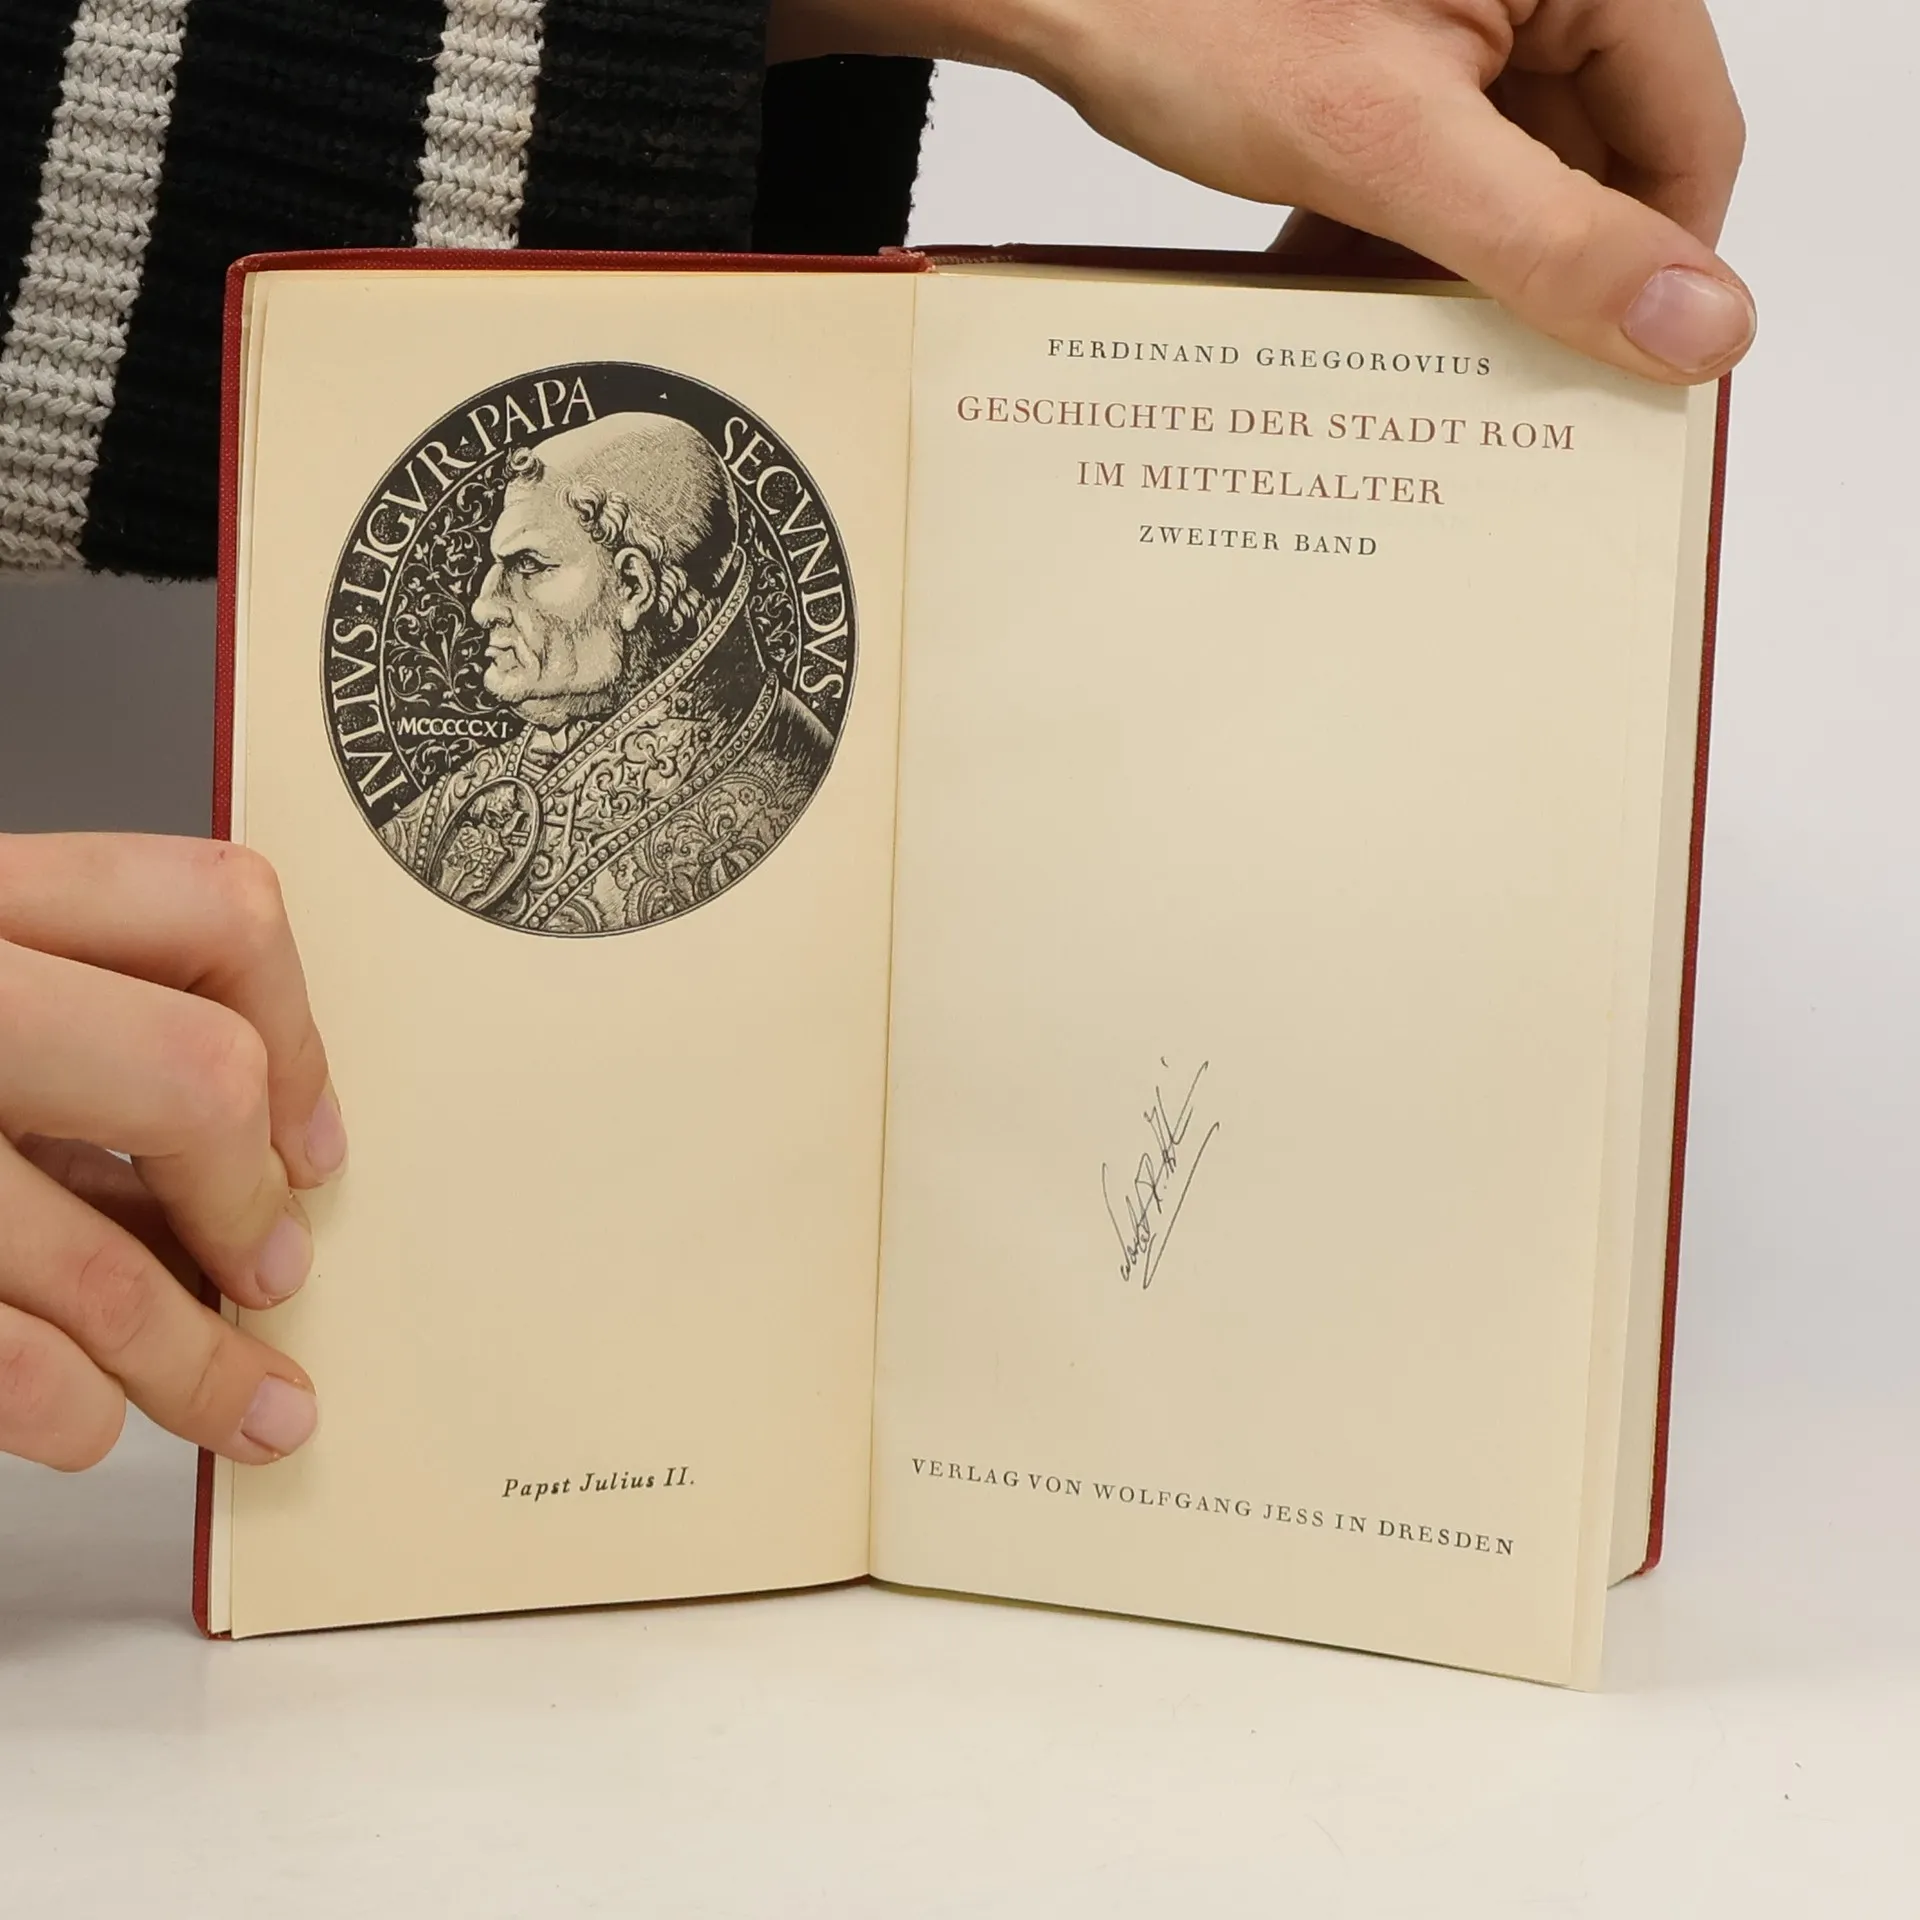 IVLIVS·LIGVR·PAPA SECVNDVS·
MCCCCCXI·
Papst Julius II.
FERDINAND GREGOROVIUS
GESCHICHTE DER STADT ROM
IM MITTELALTER
ZWEITER BAND
VERLAG VON WOLFGANG JESS IN DRESDEN